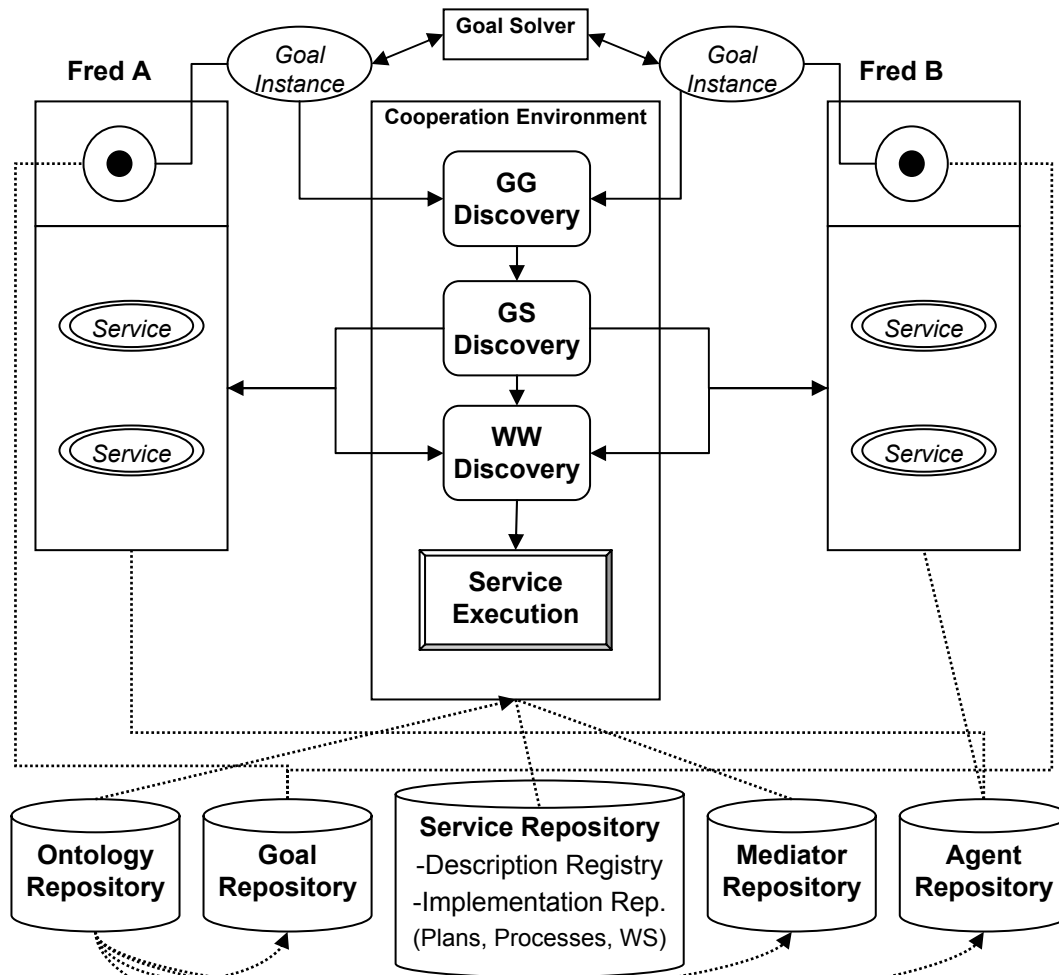 Goal Solver
Goal
Instance
Goal
Instance
Fred A
Fred B
Cooperation Environment
GG
Discovery
GS
Discovery
WW
Discovery
Service
Execution
Service
Service
Service
Service
Ontology
Repository
Goal
Repository
Service Repository
-Description Registry
-Implementation Rep.
(Plans, Processes, WS)
Mediator
Repository
Agent
Repository